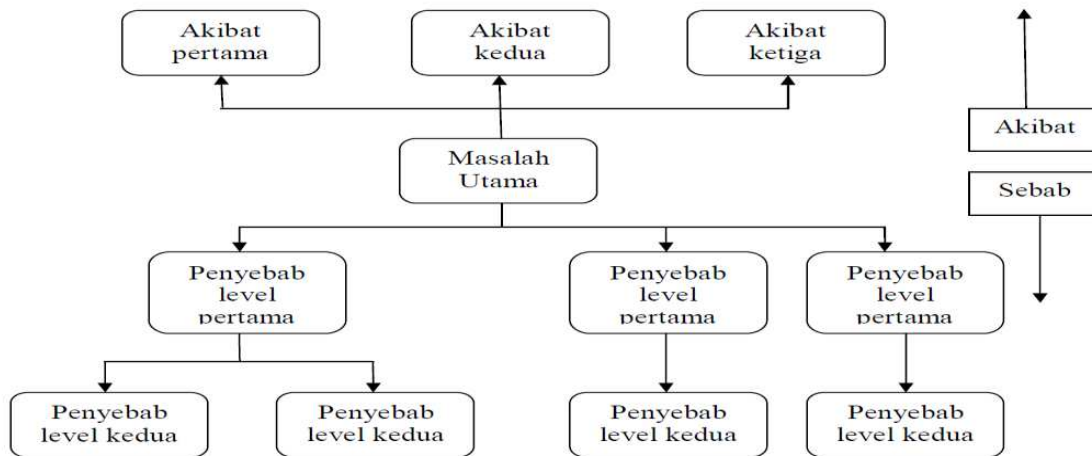 Akibat
pertama
Akibat
kedua
Akibat
ketiga
Akibat
Masalah
Utama
Sebab
Penyebab
level
pertama
Penyebab
level
pertama
Penyebab
level
pertama
Penyebab
level kedua
Penyebab
level kedua
Penyebab
level kedua
Penyebab
level kedua